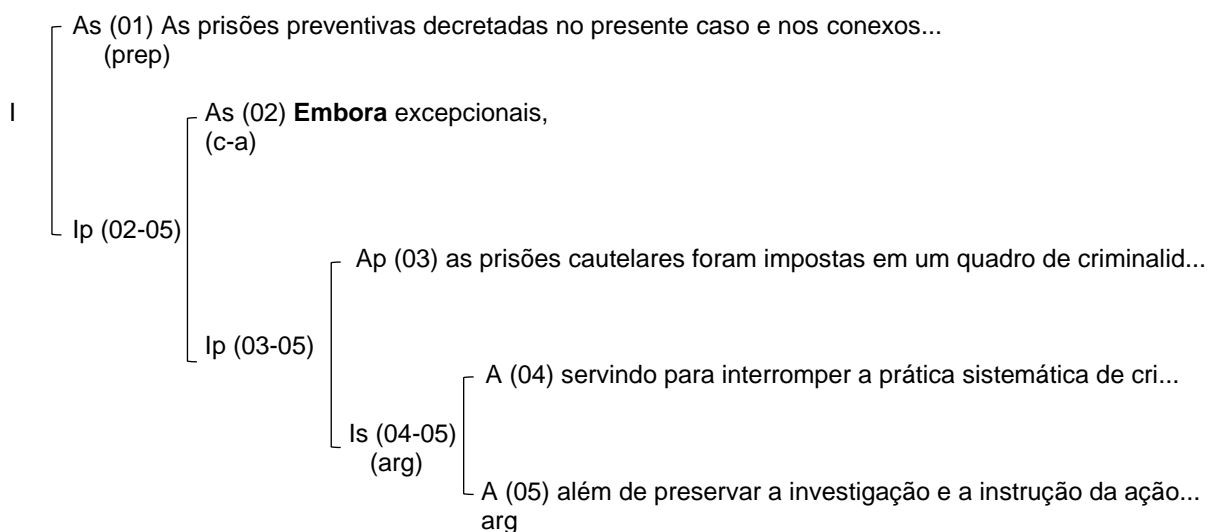 As (01) As prisões preventivas decretadas no presente caso e nos conexos...
(prep)
I
As (02) Embora excepcionais,
(c-a)
Ip (02-05)
Ap (03) as prisões cautelares foram impostas em um quadro de criminalid...
Ip (03-05)
A (04) servindo para interromper a prática sistemática de cri...
Is (04-05)
(arg)
A (05) além de preservar a investigação e a instrução da ação...
arg